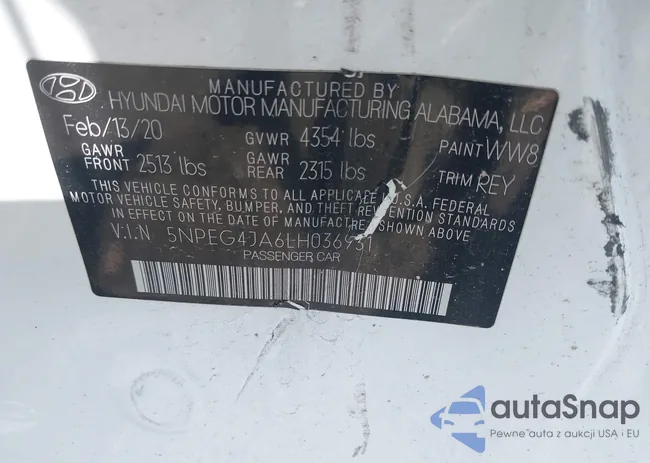 MANUFACTURED BY
HYUNDAI MOTOR MANUFACTURING ALABAMA, LLC
Feb/13/20 GVWR 4354 lbs PAINT WW8
GAWR FRONT 2513 lbs GAWR REAR 2315 lbs TRIM REY
THIS VEHICLE CONFORMS TO ALL APPLICABLE U.S.A. FEDERAL
MOTOR VEHICLE SAFETY, BUMPER, AND THEFT PREVENTION STANDARDS
IN EFFECT ON THE DATE OF MANUFACTURE SHOWN ABOVE.
V.I.N
PASSENGER CAR
autaSnap
Pewne auta z aukcji USA i EU